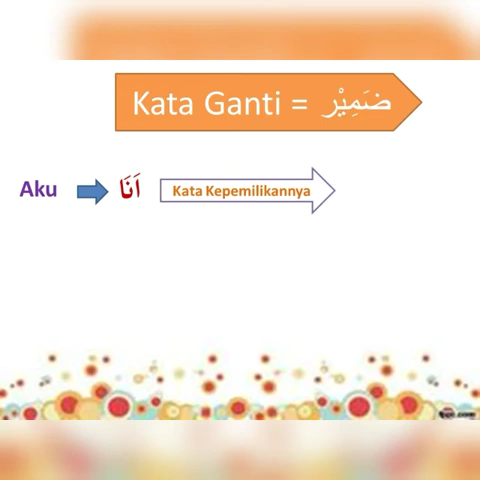 Kata Ganti = ضَمِيْر
Aku اَنَا Kata Kepemilikannya